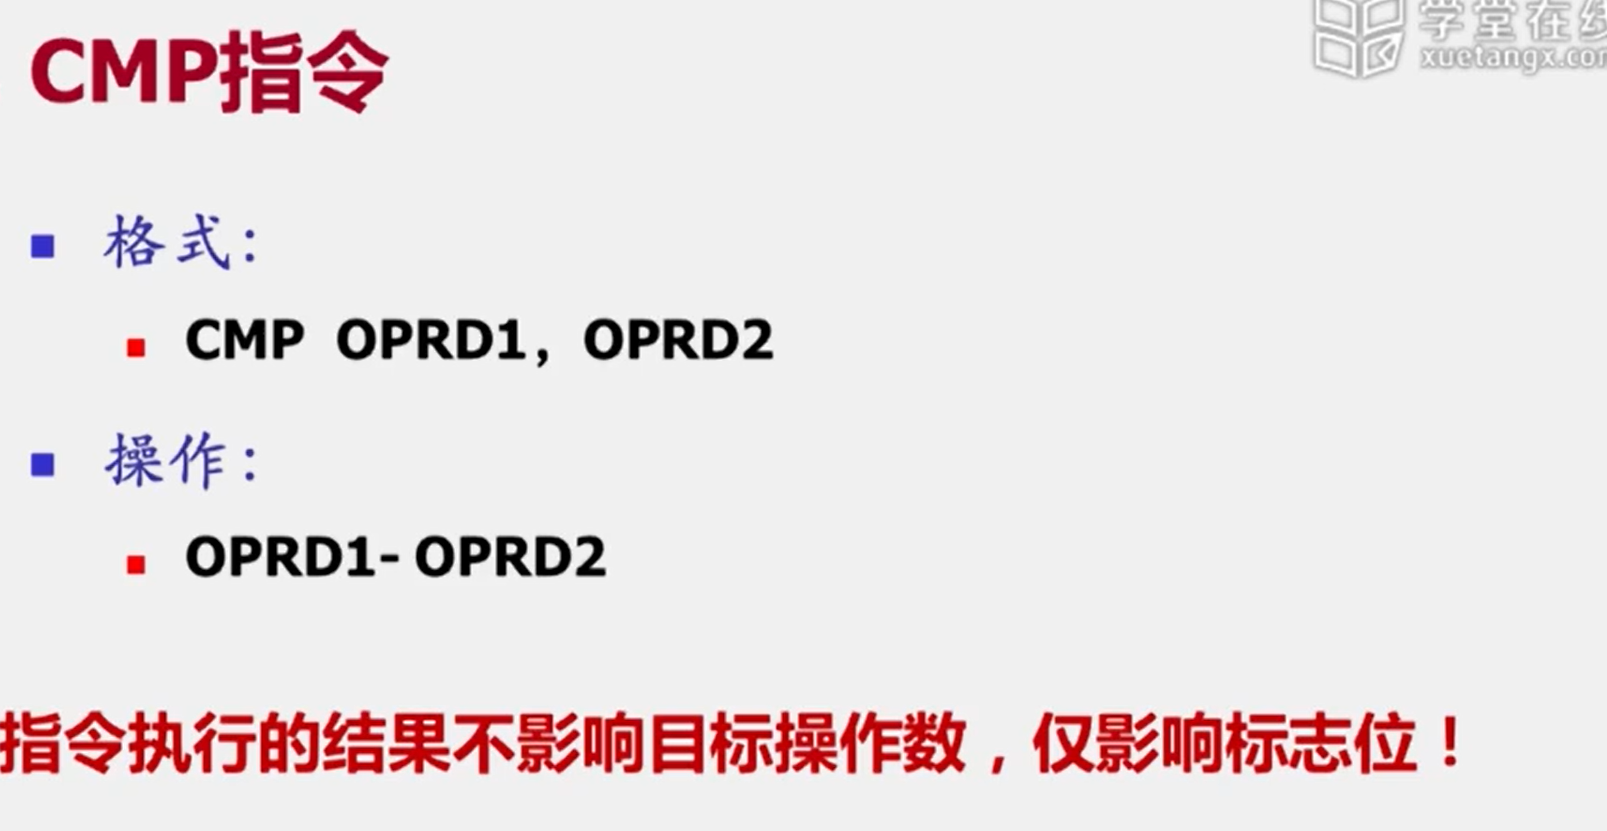 CMP指令
学堂在线
xuetangx.com
格式：
CMP OPRD1，OPRD2
操作：
OPRD1- OPRD2
指令执行的结果不影响目标操作数，仅影响标志位！